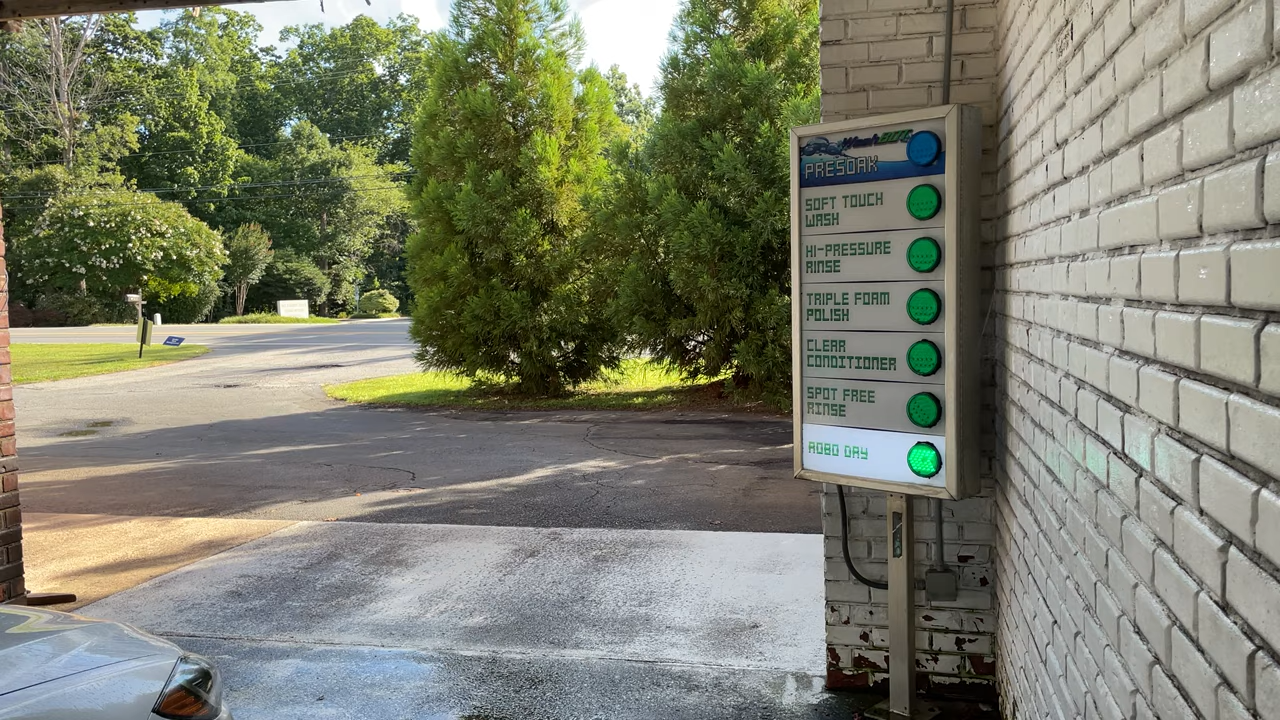 PRESOAK
SOFT TOUCH
WASH
HI-PRESSURE
RINSE
TRIPLE FOAM
POLISH
CLEAR
CONDITIONER
SPOT FREE
RINSE
ROBO DRY